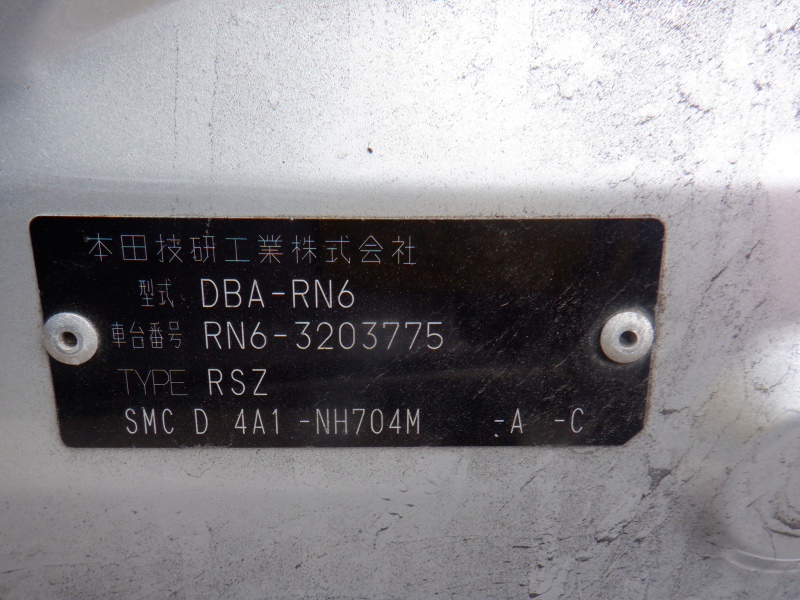 本田技研工業株式会社
型式 DBA-RN6
車台番号 RN6-3203775
TYPE RSZ
SMC D 4A1 -NH704M -A -C